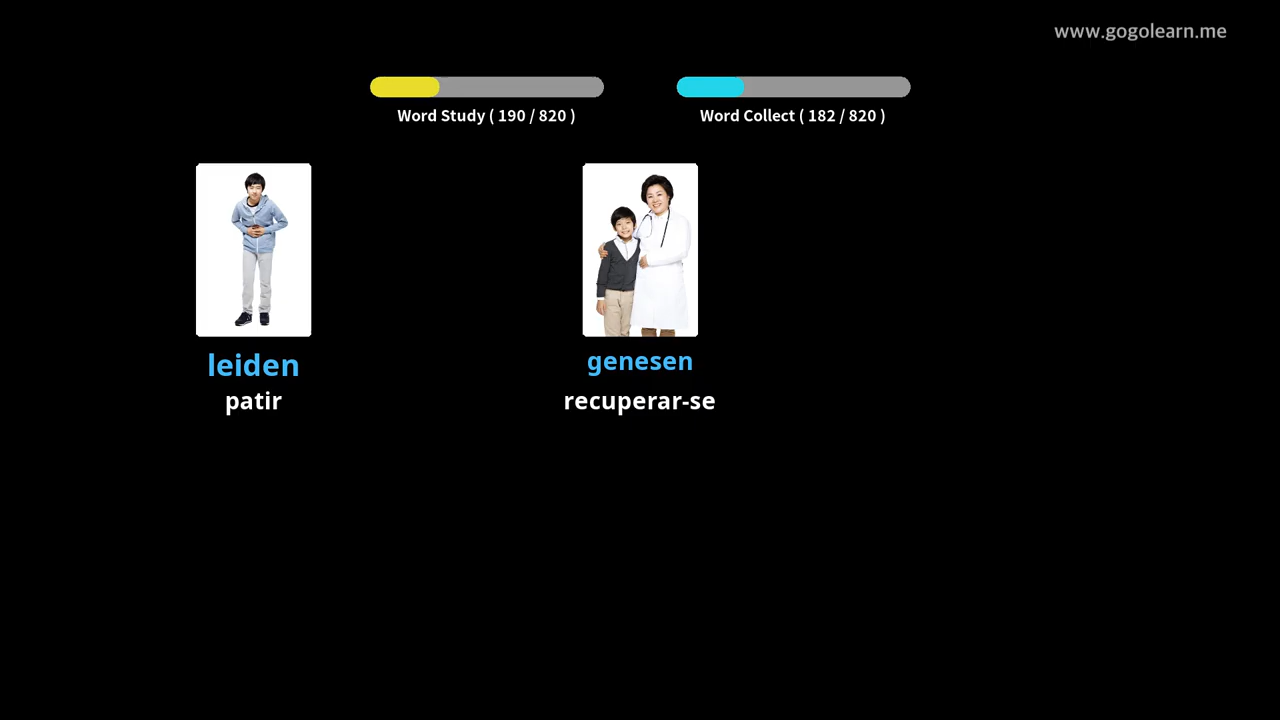 www.gogolearn.me
Word Study ( 190 / 820 )
Word Collect ( 182 / 820 )
leiden
patir
genesen
recuperar-se